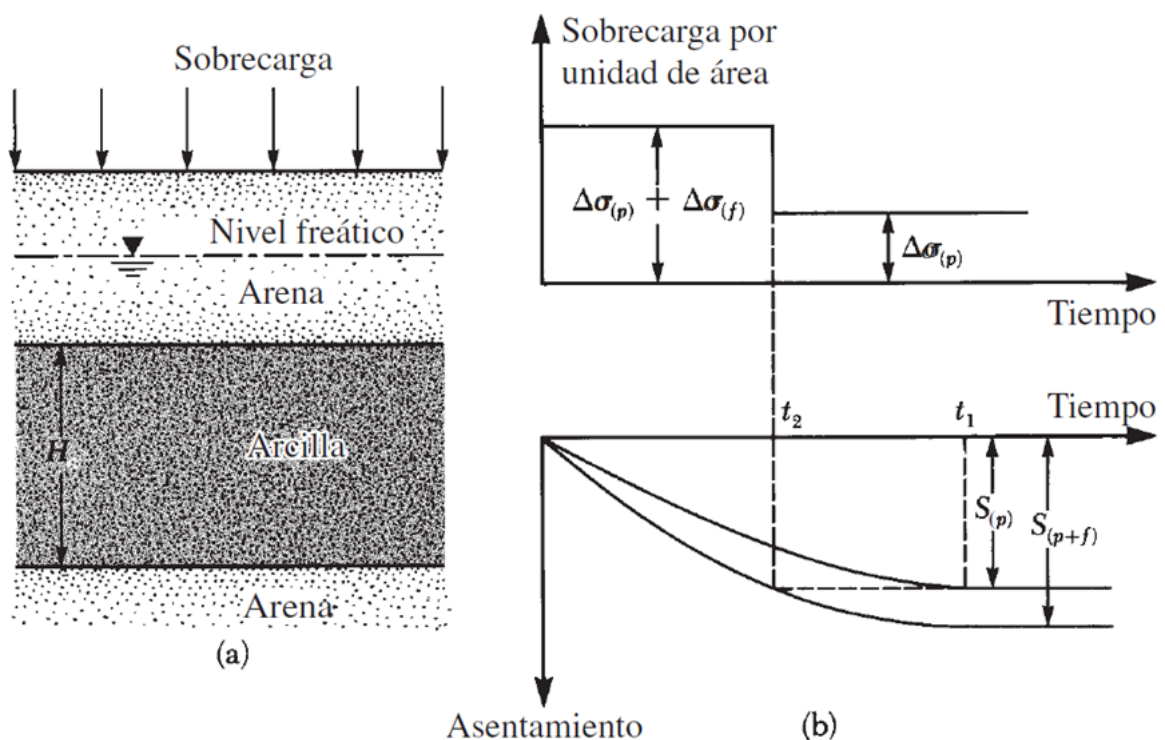 Sobrecarga
Nivel freático
Arena
H
Arcilla
Arena
(a)
Sobrecarga por
unidad de área
Δσ(p) + Δσ(f)
Δσ(p)
Tiempo
t₂
t₁
Tiempo
S(p)
S(p+f)
Asentamiento
(b)